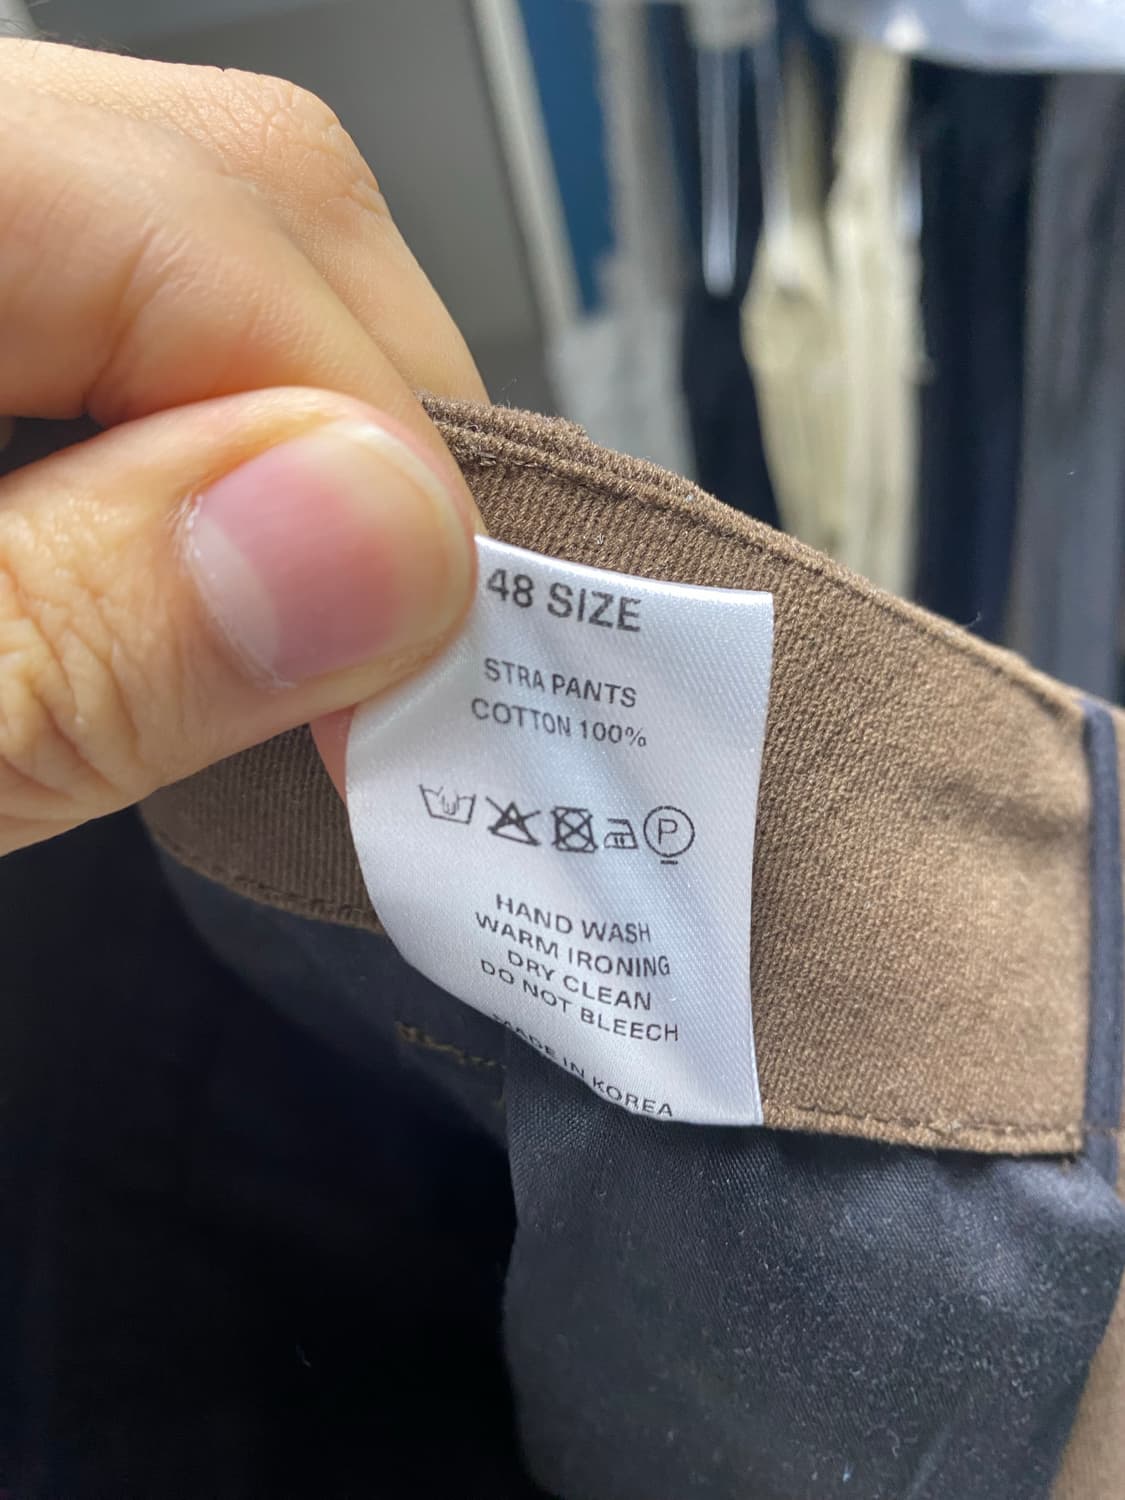 48 SIZE
STRA PANTS
COTTON 100%
P
HAND WASH
WARM IRONING
DRY CLEAN
DO NOT BLEECH
MADE IN KOREA